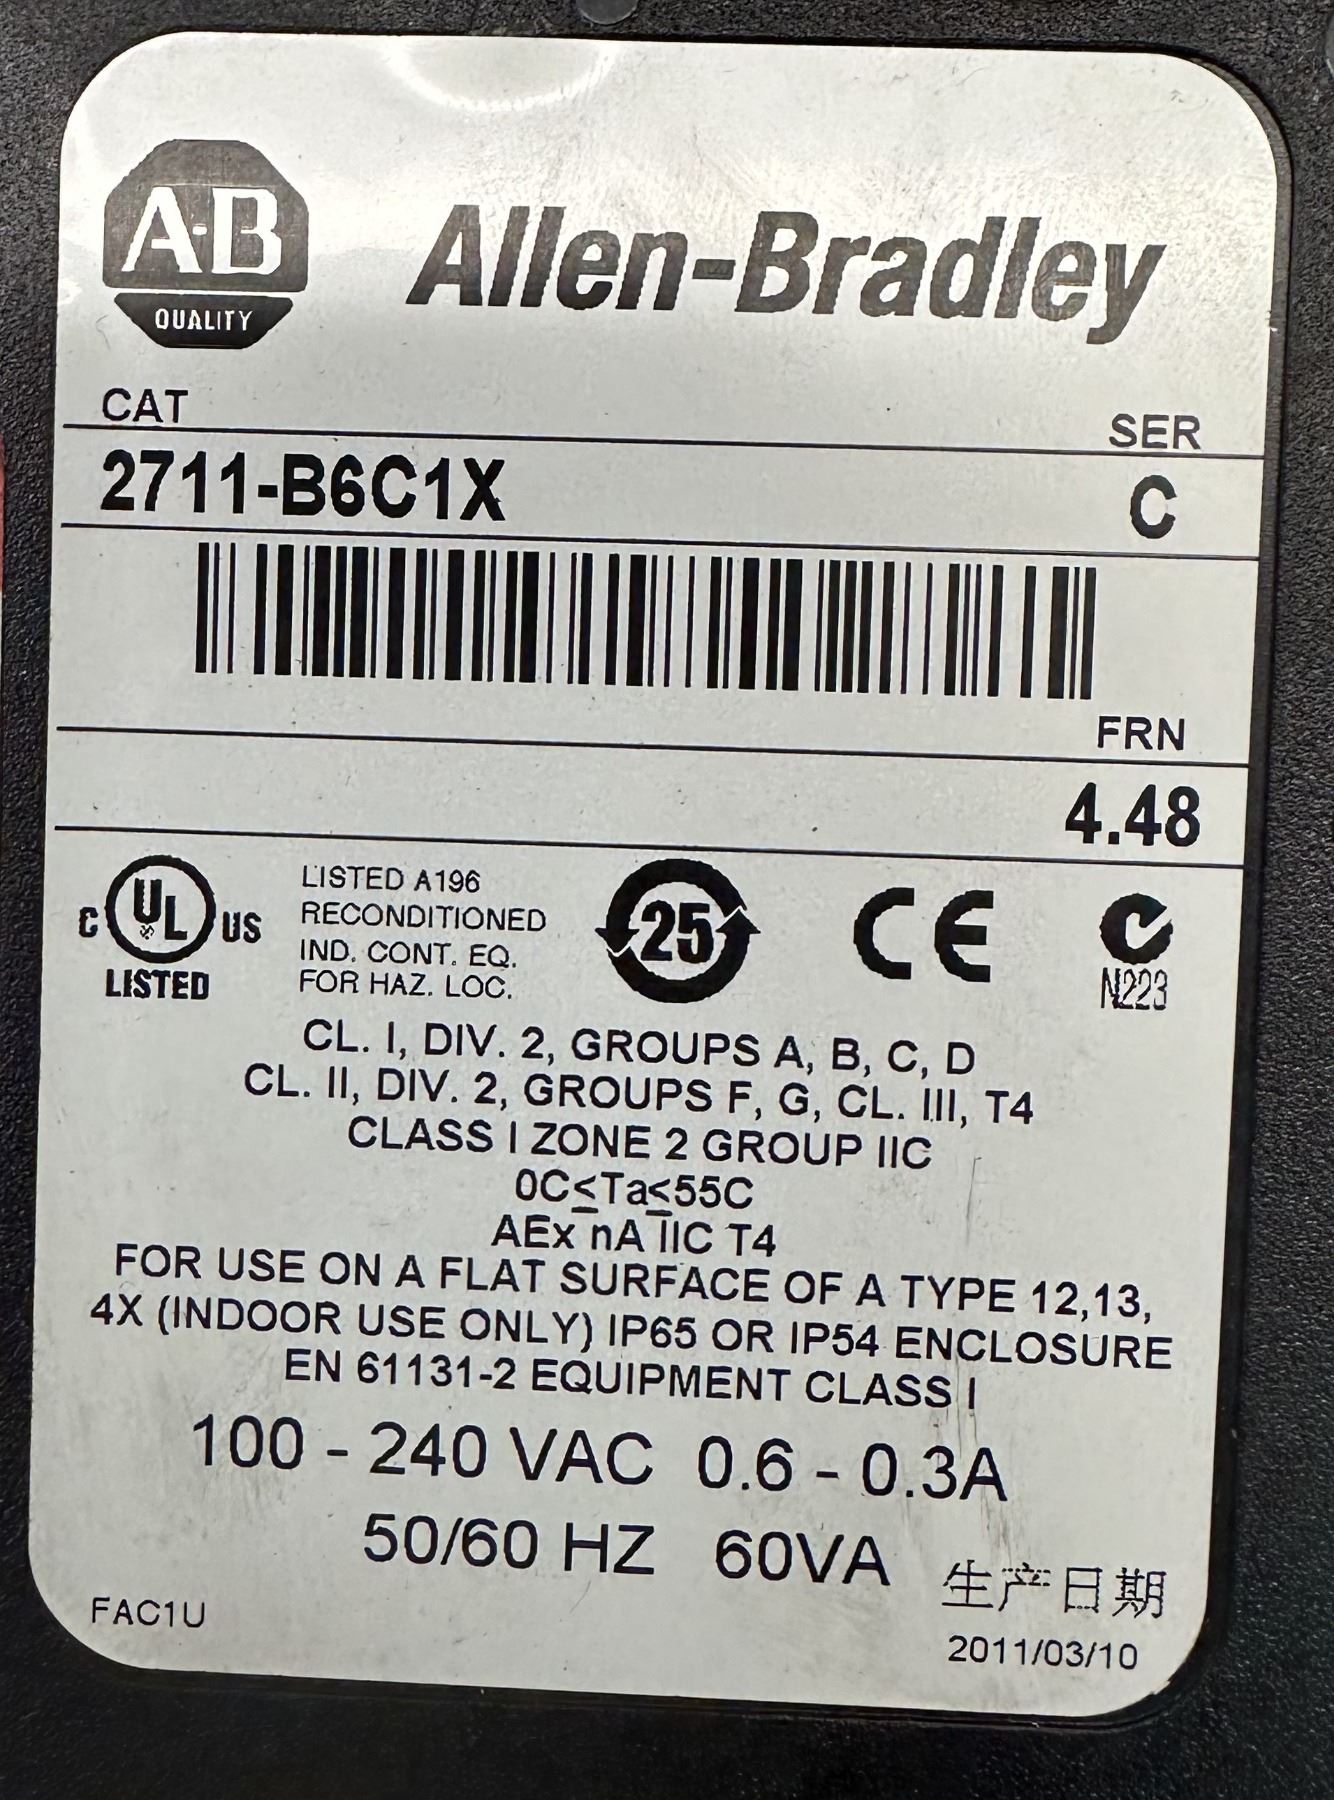 A-B
QUALITY
Allen-Bradley
CAT
SER
2711-B6C1X
C
FRN
4.48
C UL US
LISTED
LISTED A196
RECONDITIONED
IND. CONT. EQ.
FOR HAZ. LOC.
25
CE
N223
CL. I, DIV. 2, GROUPS A, B, C, D
CL. II, DIV. 2, GROUPS F, G, CL. III, T4
CLASS I ZONE 2 GROUP IIC
0C≤Ta≤55C
AEx nA IIC T4
FOR USE ON A FLAT SURFACE OF A TYPE 12,13,
4X (INDOOR USE ONLY) IP65 OR IP54 ENCLOSURE
EN 61131-2 EQUIPMENT CLASS I
100 - 240 VAC 0.6 - 0.3A
50/60 HZ 60VA
生产日期
FAC1U
2011/03/10